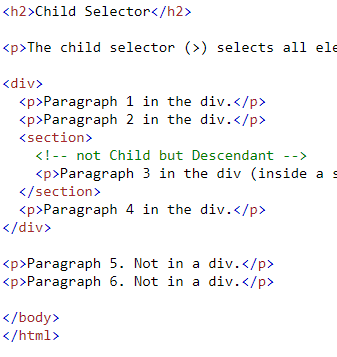 <h2>Child Selector</h2>
<p>The child selector (>) selects all ele
<div>
<p>Paragraph 1 in the div.</p>
<p>Paragraph 2 in the div.</p>
<section>
<!-- not Child but Descendant -->
<p>Paragraph 3 in the div (inside a s
</section>
<p>Paragraph 4 in the div.</p>
</div>
<p>Paragraph 5. Not in a div.</p>
<p>Paragraph 6. Not in a div.</p>
</body>
</html>